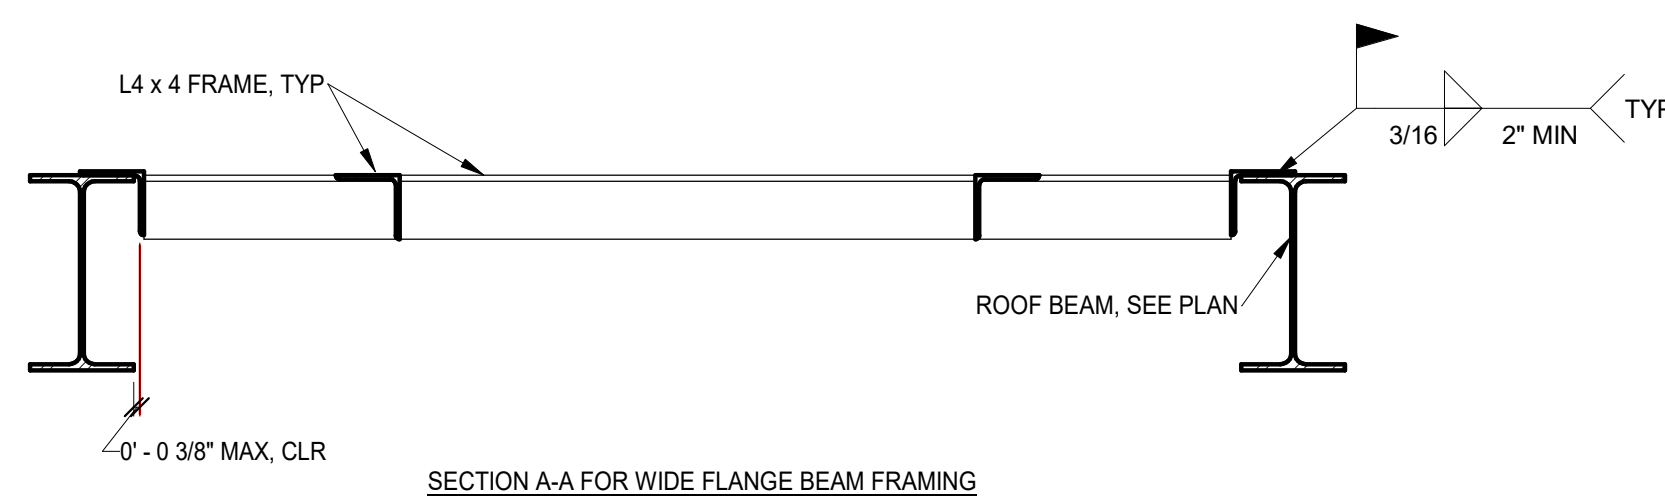 L4 x 4 FRAME, TYP
3/16
2" MIN
TYP
ROOF BEAM, SEE PLAN
0' - 0 3/8" MAX, CLR
SECTION A-A FOR WIDE FLANGE BEAM FRAMING